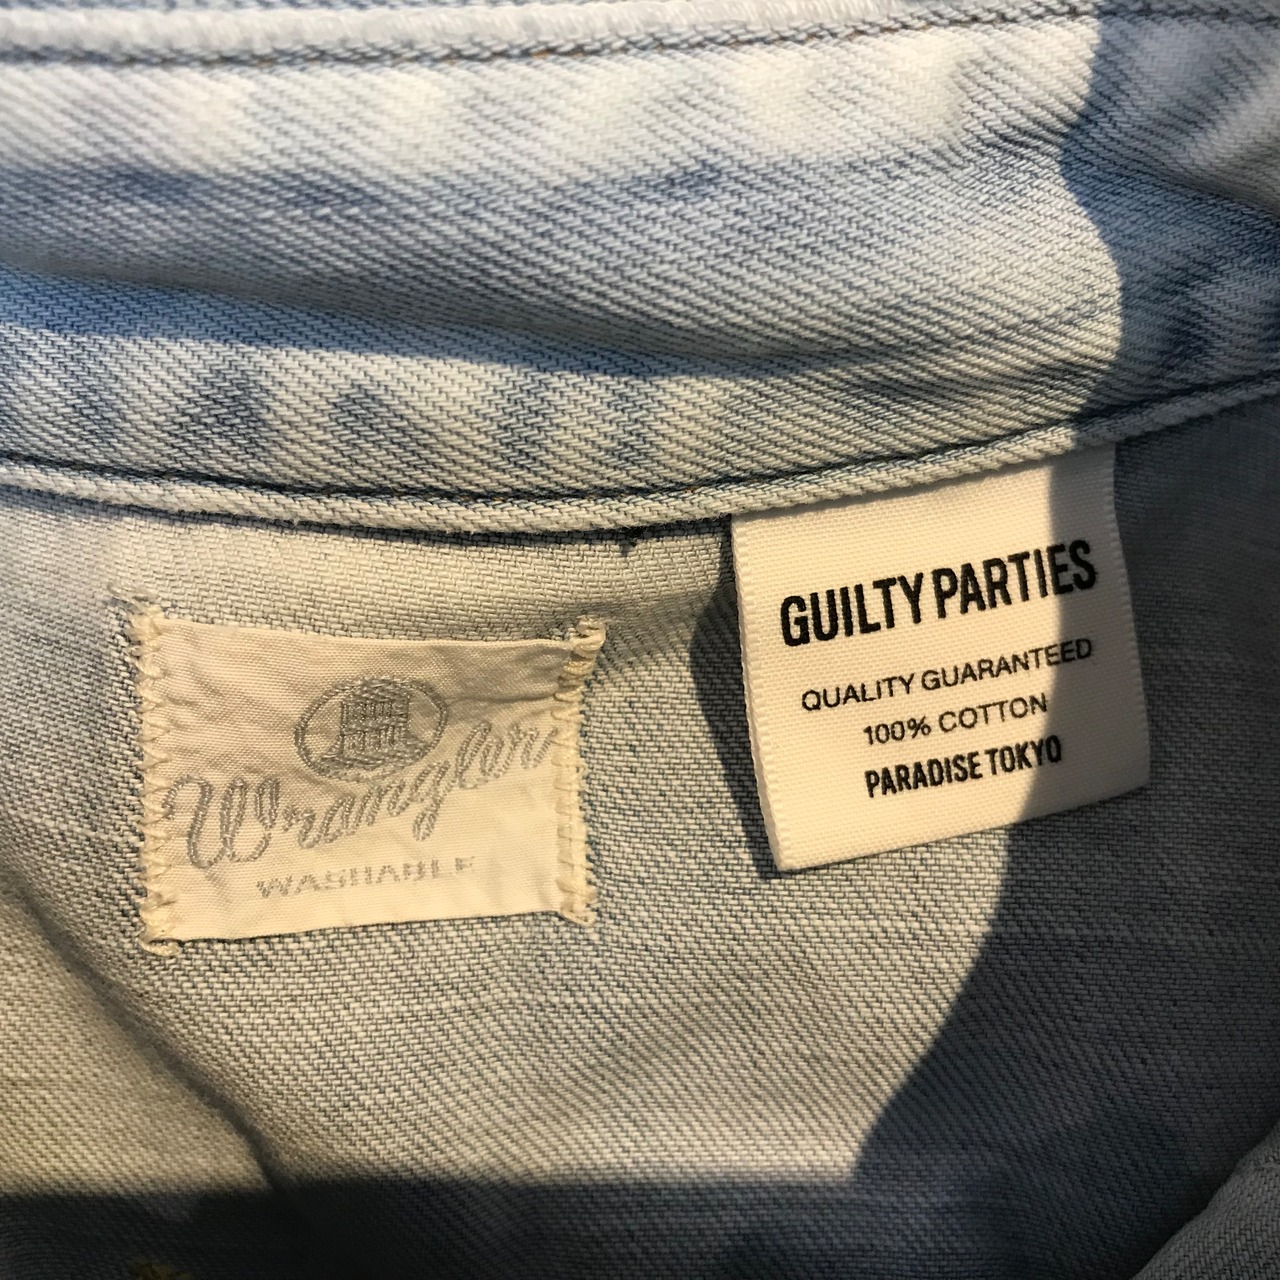 Wrangler
WASHABLE
GUILTY PARTIES
QUALITY GUARANTEED
100% COTTON
PARADISE TOKYO